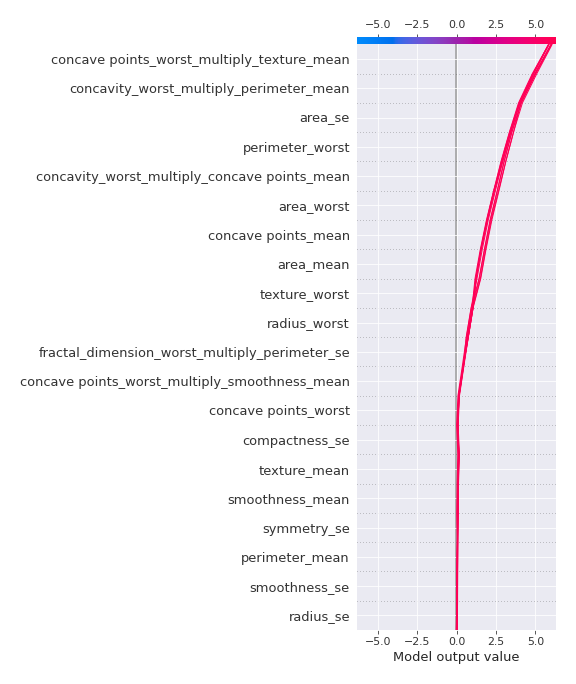 −5.0 −2.5 0.0 2.5 5.0
concave points_worst_multiply_texture_mean
concavity_worst_multiply_perimeter_mean
area_se
perimeter_worst
concavity_worst_multiply_concave points_mean
area_worst
concave points_mean
area_mean
texture_worst
radius_worst
fractal_dimension_worst_multiply_perimeter_se
concave points_worst_multiply_smoothness_mean
concave points_worst
compactness_se
texture_mean
smoothness_mean
symmetry_se
perimeter_mean
smoothness_se
radius_se
−5.0 −2.5 0.0 2.5 5.0
Model output value